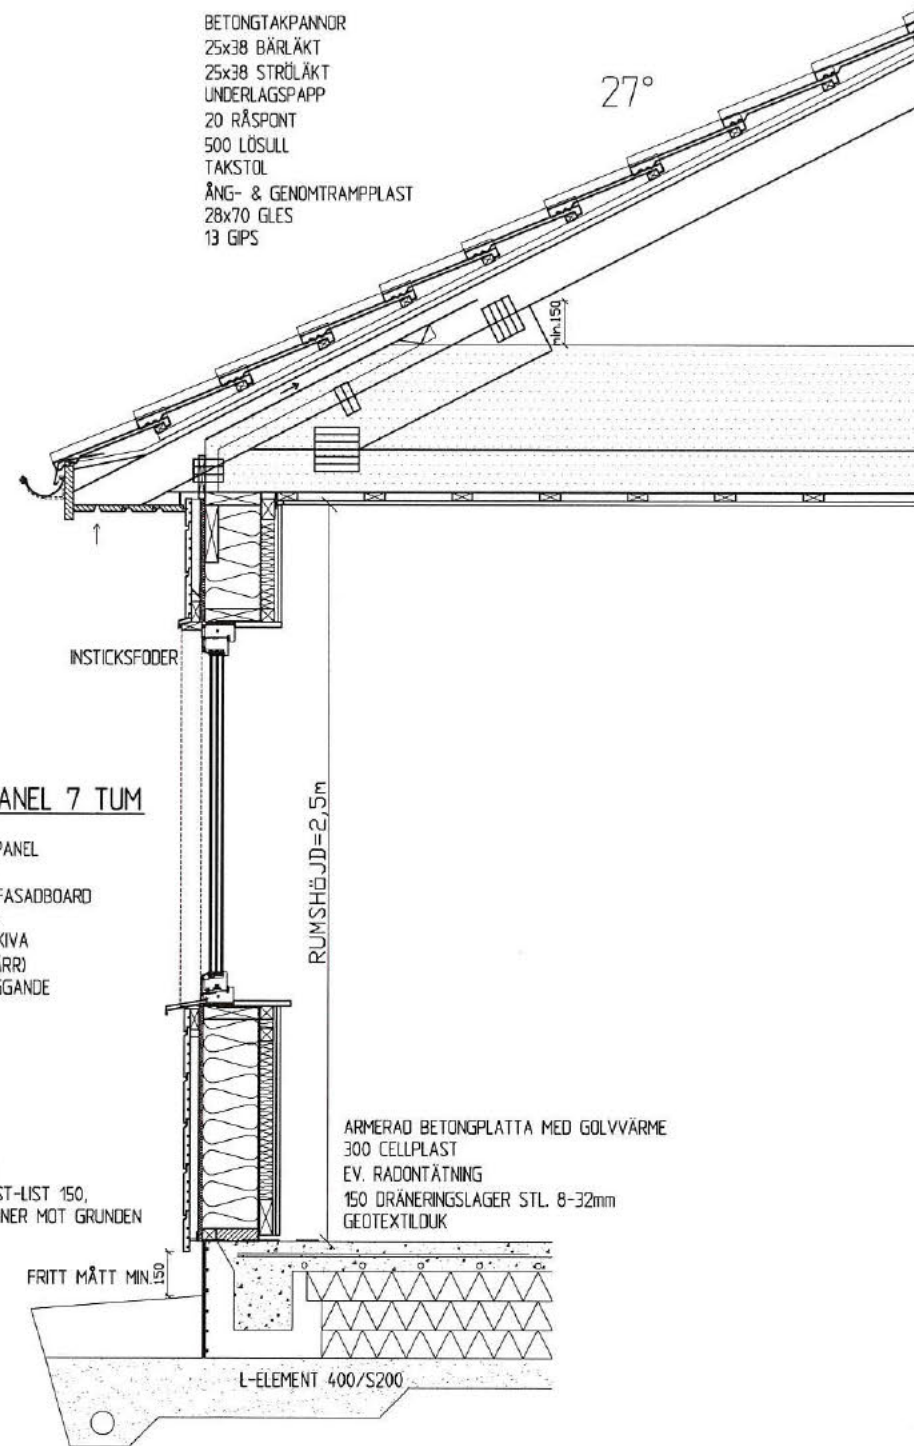 BETONGTAKPANNOR
25x38 BÄRLÄKT
25x38 STRÖLÄKT
UNDERLAGSPAPP
20 RÅSPONT
500 LÖSULL
TAKSTOL
ÅNG- & GENOMTRAMPPLAST
28x70 GLES
13 GIPS
27°
min.150
INSTICKSFODER
RUMSHÖJD=2,5m
ANEL 7 TUM
PANEL
FASADBOARD
KIVA
ÄRR)
GGANDE
ARMERAD BETONGPLATTA MED GOLVVÄRME
300 CELLPLAST
EV. RADONTÄTNING
150 DRÄNERINGSLAGER STL. 8-32mm
GEOTEXTILDUK
ST-LIST 150,
NER MOT GRUNDEN
FRITT MÅTT MIN.150
L-ELEMENT 400/S200